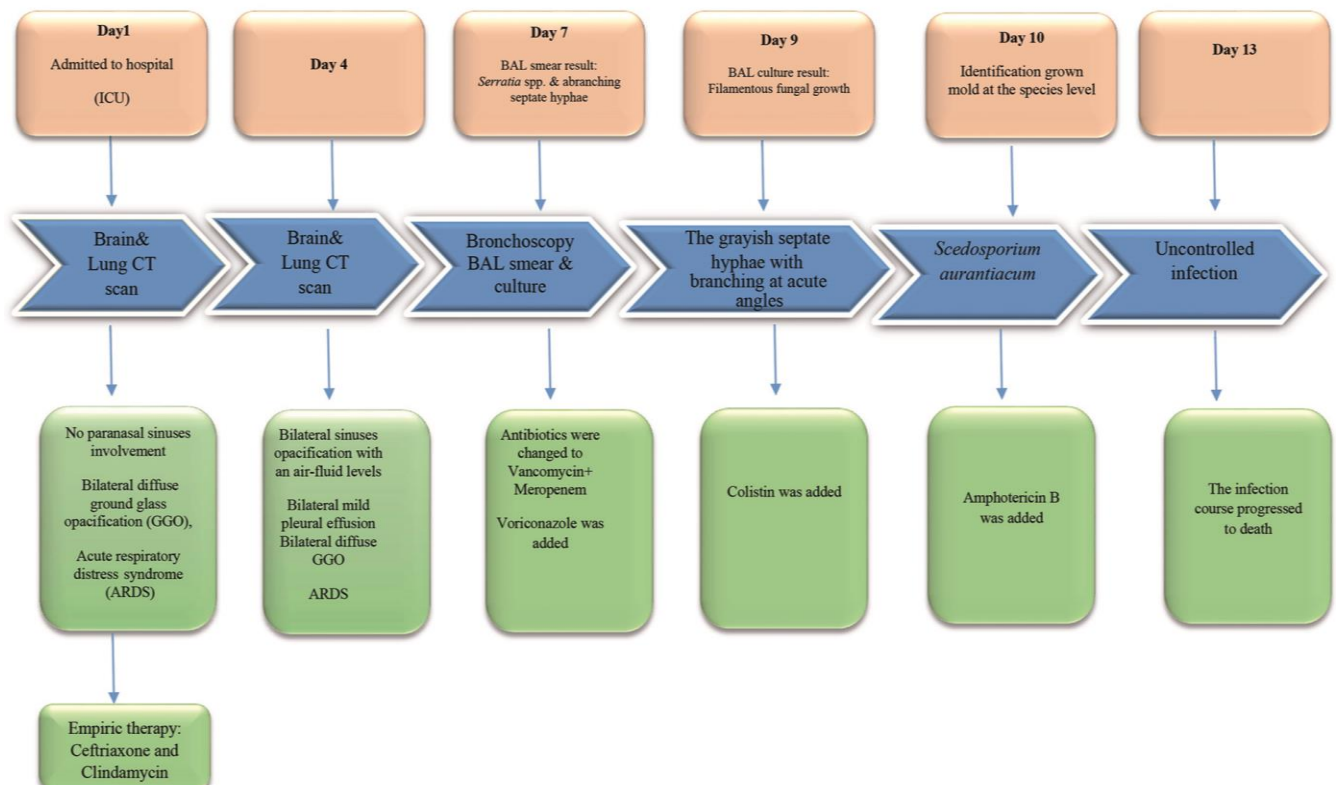 Day1
Admitted to hospital
(ICU)
Day 4
Day 7
BAL smear result:
Serratia spp. & abranching
septate hyphae
Day 9
BAL culture result:
Filamentous fungal growth
Day 10
Identification grown
mold at the species level
Day 13
Brain&
Lung CT
scan
Brain&
Lung CT
scan
Bronchoscopy
BAL smear &
culture
The grayish septate
hyphae with
branching at acute
angles
Scedosporium
aurantiacum
Uncontrolled
infection
No paranasal sinuses
involvement
Bilateral diffuse
ground glass
opacification (GGO),
Acute respiratory
distress syndrome
(ARDS)
Bilateral sinuses
opacification with
an air-fluid levels
Bilateral mild
pleural effusion
Bilateral diffuse
GGO
ARDS
Antibiotics were
changed to
Vancomycin+
Meropenem
Voriconazole was
added
Colistin was added
Amphotericin B
was added
The infection
course progressed
to death
Empiric therapy:
Ceftriaxone and
Clindamycin